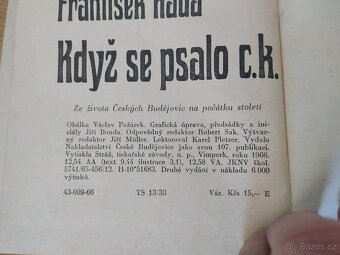 František Rada
Když se psalo c.k.
Ze života Českých Budějovic na počátku století
Obálka Václav Požárek. Grafická úprava, předsádky a ini-
ciály Jiří Bouda. Odpovědný redaktor Robert Sak. Výtvar-
ný redaktor Jiří Müller. Lektoroval Karel Pletzer. Vydalo
Nakladatelství České Budějovice jako svou 107. publikaci,
Vytiskla Stráž, tiskařské závody, n. p., Vimperk, roku 1966.
12,54 AA (text 9,44 ilustrací 3,1), 12,58 VA. JKNV škol.
5741/65-456/12. H-10*51683. Druhé vydání v nákladu 6 000
výtisků.
43-009-66 TS 13/33 Váz. Kčs 15,— E
bazoš.cz